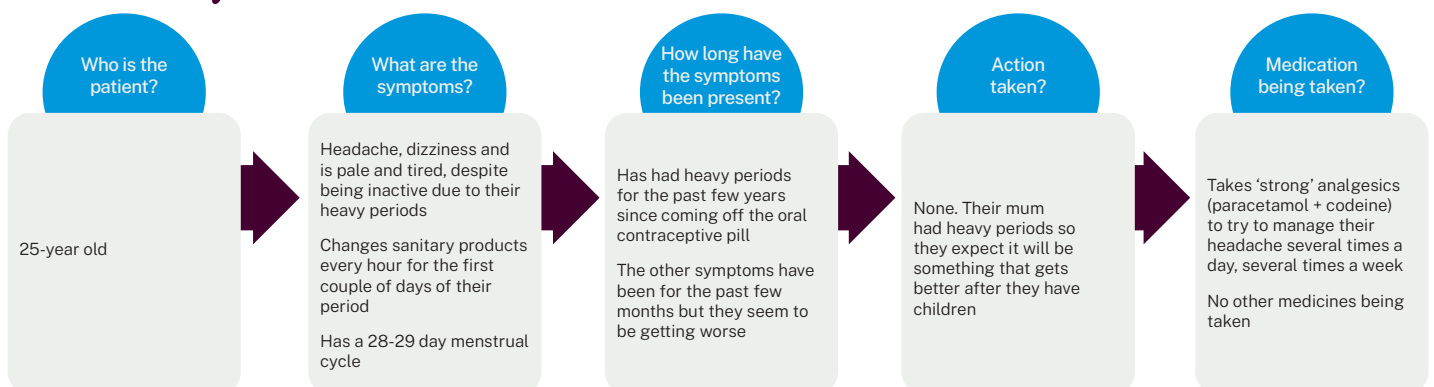 Who is the
patient?
25-year old
What are the
symptoms?
Headache, dizziness and
is pale and tired, despite
being inactive due to their
heavy periods
Changes sanitary products
every hour for the first
couple of days of their
period
Has a 28-29 day menstrual
cycle
How long have
the symptoms
been present?
Has had heavy periods
for the past few years
since coming off the oral
contraceptive pill
The other symptoms have
been for the past few
months but they seem to
be getting worse
Action
taken?
None. Their mum
had heavy periods so
they expect it will be
something that gets
better after they have
children
Medication
being taken?
Takes ‘strong’ analgesics
(paracetamol + codeine)
to try to manage their
headache several times a
day, several times a week
No other medicines being
taken